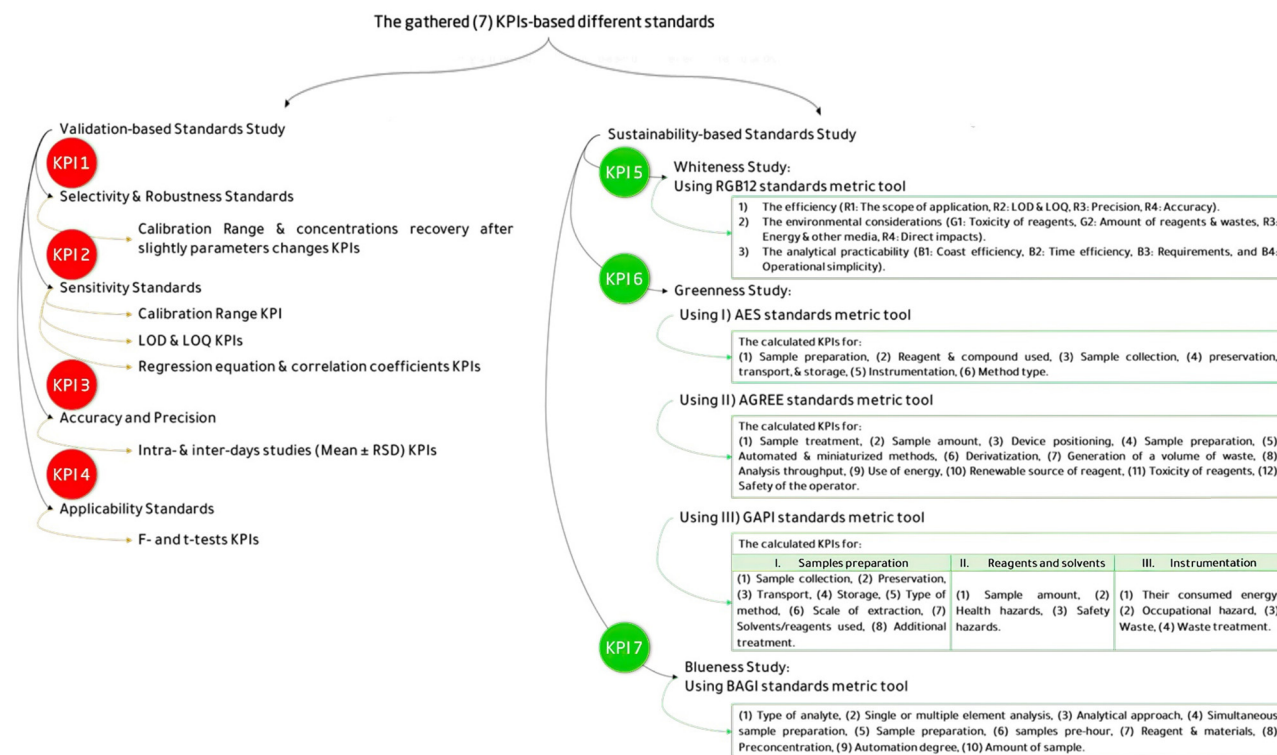 The gathered (7) KPIs-based different standards
Validation-based Standards Study
KPI 1
Selectivity & Robustness Standards
Calibration Range & concentrations recovery after
slightly parameters changes KPIs
KPI 2
Sensitivity Standards
Calibration Range KPI
LOD & LOQ KPIs
Regression equation & correlation coefficients KPIs
KPI 3
Accuracy and Precision
Intra- & inter-days studies (Mean ± RSD) KPIs
KPI 4
Applicability Standards
F- and t-tests KPIs
Sustainability-based Standards Study
KPI 5
Whiteness Study:
Using RGB12 standards metric tool
1) The efficiency (R1: The scope of application, R2: LOD & LOQ, R3: Precision, R4: Accuracy).
2) The environmental considerations (G1: Toxicity of reagents, G2: Amount of reagents & wastes, R3:
Energy & other media, R4: Direct impacts).
3) The analytical practicability (B1: Coast efficiency, B2: Time efficiency, B3: Requirements, and B4:
Operational simplicity).
KPI 6
Greenness Study:
Using I) AES standards metric tool
The calculated KPIs for:
(1) Sample preparation, (2) Reagent & compound used, (3) Sample collection, (4) preservation,
transport, & storage, (5) Instrumentation, (6) Method type.
Using II) AGREE standards metric tool
The calculated KPIs for:
(1) Sample treatment, (2) Sample amount, (3) Device positioning, (4) Sample preparation, (5)
Automated & miniaturized methods, (6) Derivatization, (7) Generation of a volume of waste, (8)
Analysis throughput, (9) Use of energy, (10) Renewable source of reagent, (11) Toxicity of reagents, (12)
Safety of the operator.
Using III) GAPI standards metric tool
The calculated KPIs for:
I. Samples preparation
(1) Sample collection, (2) Preservation,
(3) Transport, (4) Storage, (5) Type of
method, (6) Scale of extraction, (7)
Solvents/reagents used, (8) Additional
treatment.
II. Reagents and solvents
(1) Sample amount, (2)
Health hazards, (3) Safety
hazards.
III. Instrumentation
(1) Their consumed energy
(2) Occupational hazard, (3)
Waste, (4) Waste treatment.
KPI 7
Blueness Study:
Using BAGI standards metric tool
(1) Type of analyte, (2) Single or multiple element analysis, (3) Analytical approach, (4) Simultaneous
sample preparation, (5) Sample preparation, (6) samples pre-hour, (7) Reagent & materials, (8)
Preconcentration, (9) Automation degree, (10) Amount of sample.